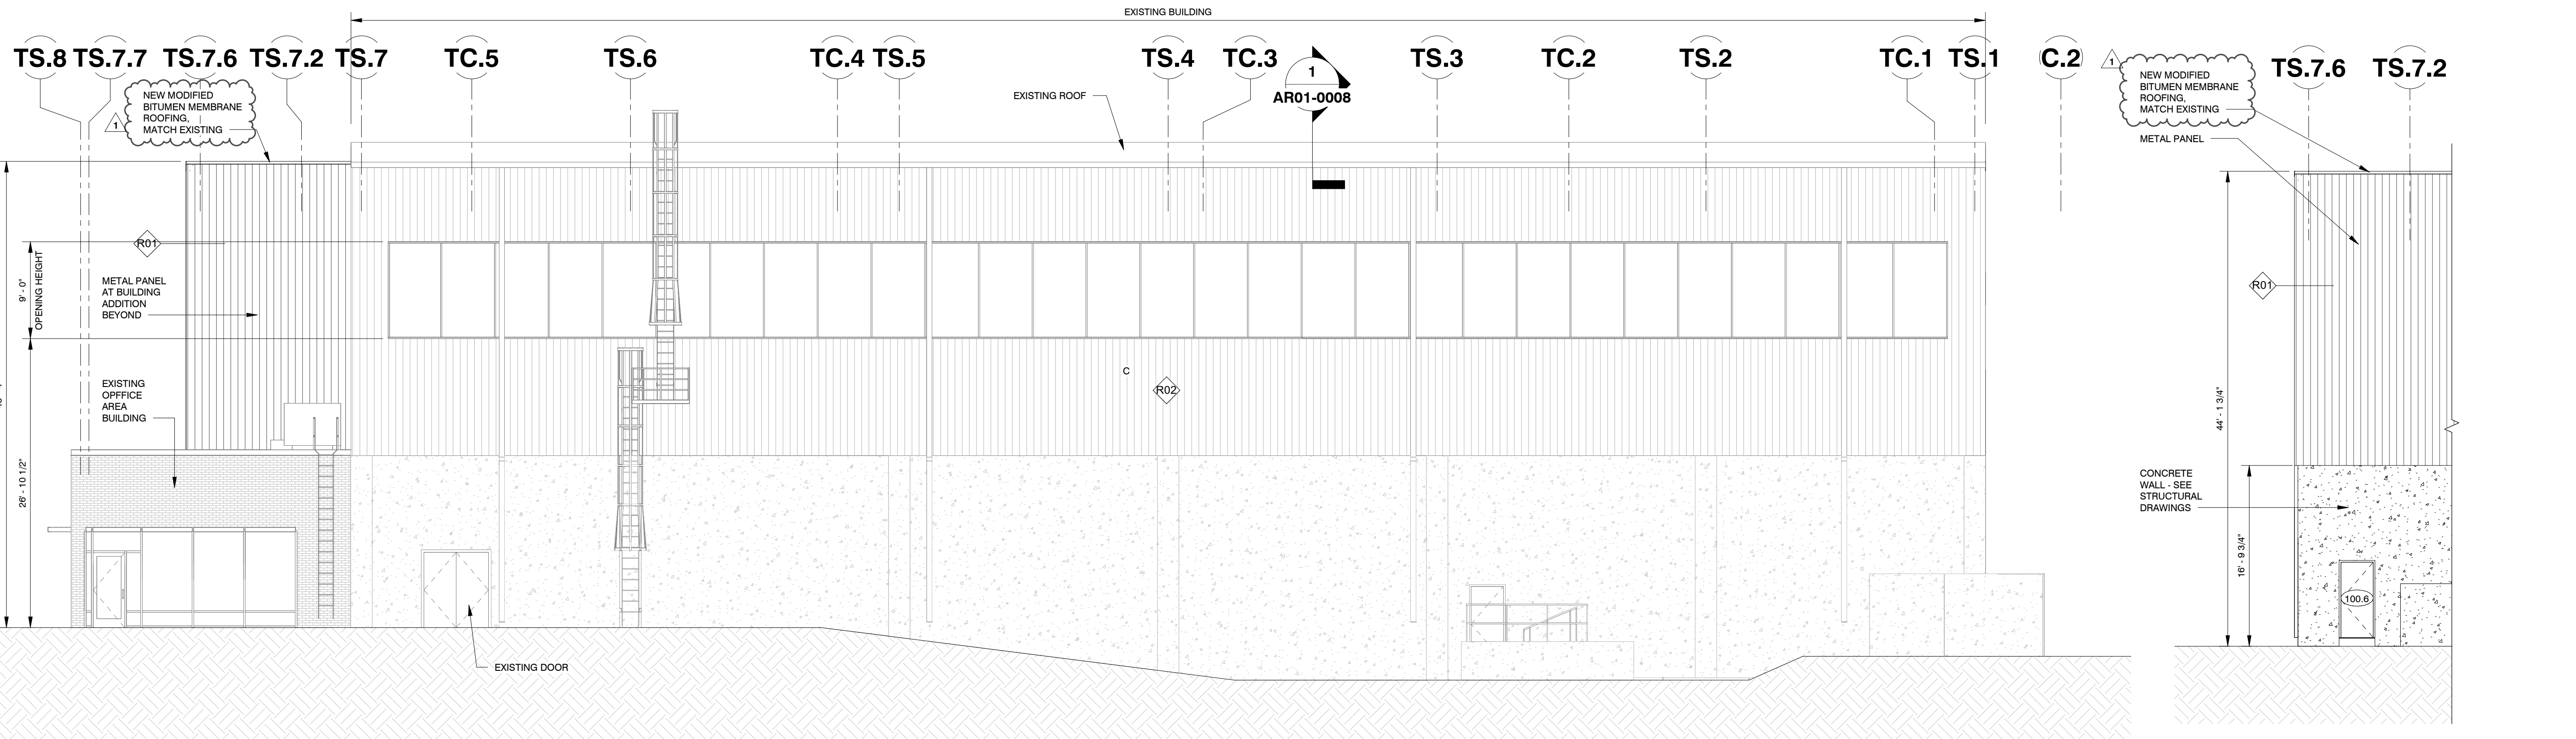 EXISTING BUILDING
TS.8
TS.7.7
TS.7.6
TS.7.2
TS.7
TC.5
TS.6
TC.4
TS.5
TS.4
TC.3
1
AR01-0008
TS.3
TC.2
TS.2
TC.1
TS.1
C.2
NEW MODIFIED
BITUMEN MEMBRANE
ROOFING,
MATCH EXISTING
1
EXISTING ROOF
R01
9' - 0"
OPENING HEIGHT
METAL PANEL
AT BUILDING
ADDITION
BEYOND
EXISTING
OPFFICE
AREA
BUILDING
26' - 10 1/2"
C
R02
EXISTING DOOR
1
NEW MODIFIED
BITUMEN MEMBRANE
ROOFING,
MATCH EXISTING
TS.7.6
TS.7.2
METAL PANEL
R01
44' - 1 3/4"
CONCRETE
WALL - SEE
STRUCTURAL
DRAWINGS
16' - 9 3/4"
100.6